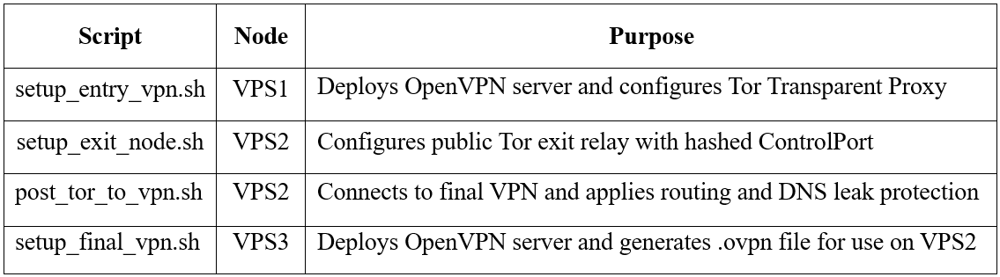 Script Node Purpose
setup_entry_vpn.sh VPS1 Deploys OpenVPN server and configures Tor Transparent Proxy
setup_exit_node.sh VPS2 Configures public Tor exit relay with hashed ControlPort
post_tor_to_vpn.sh VPS2 Connects to final VPN and applies routing and DNS leak protection
setup_final_vpn.sh VPS3 Deploys OpenVPN server and generates .ovpn file for use on VPS2